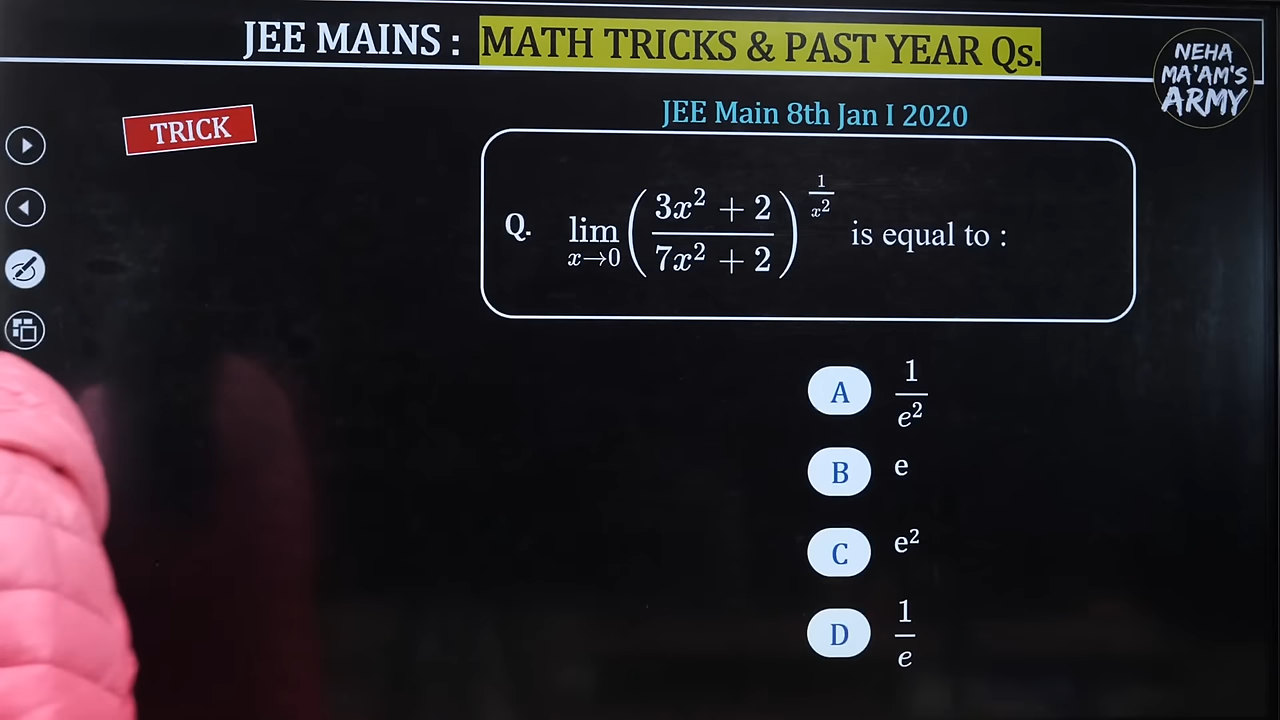 JEE MAINS : MATH TRICKS & PAST YEAR Qs.
NEHA
MA'AM'S
ARMY
TRICK
JEE Main 8th Jan I 2020
Q. lim x→0 ( (3x² + 2) / (7x² + 2) )^(1/x²) is equal to :
A 1/e²
B e
C e²
D 1/e